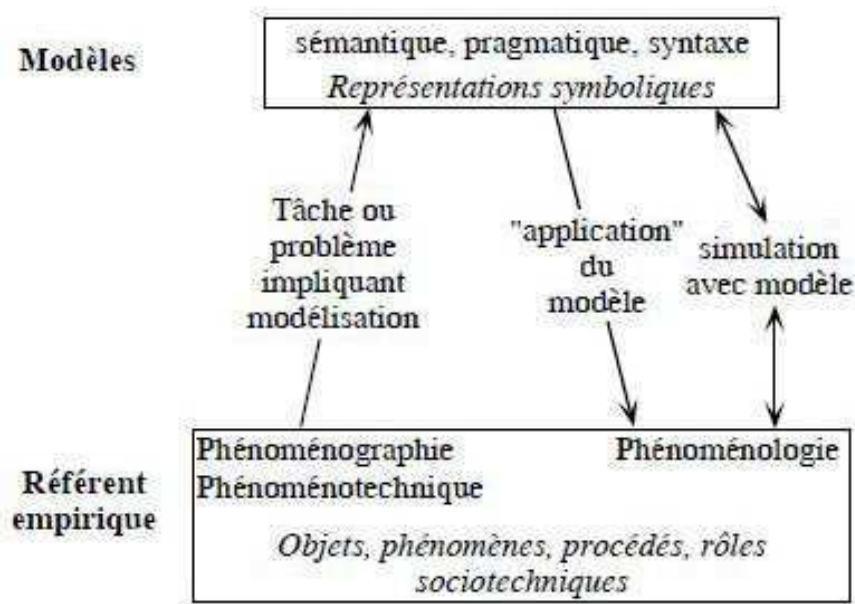 Modèles
sémantique, pragmatique, syntaxe
Représentations symboliques
Tâche ou
problème
impliquant
modélisation
"application"
du
modèle
simulation
avec modèle
Référent
empirique
Phénoménographie
Phénoménologie
Phénoménotechnique
Objets, phénomènes, procédés, rôles
sociotechniques